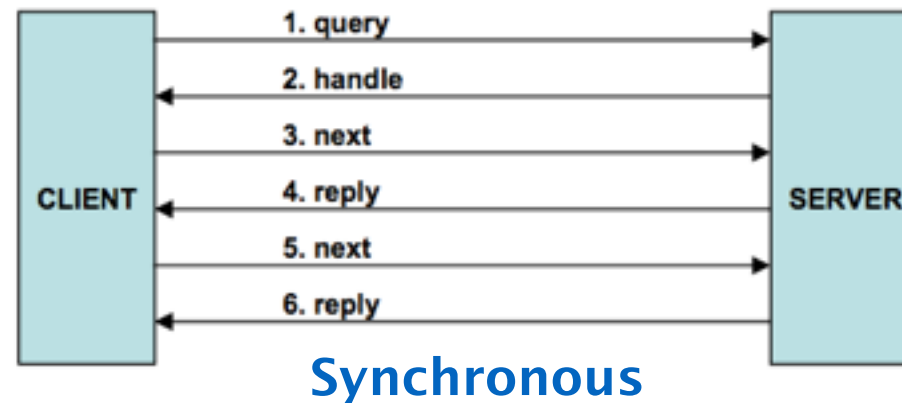 1. query
2. handle
3. next
CLIENT
4. reply
SERVER
5. next
6. reply
Synchronous